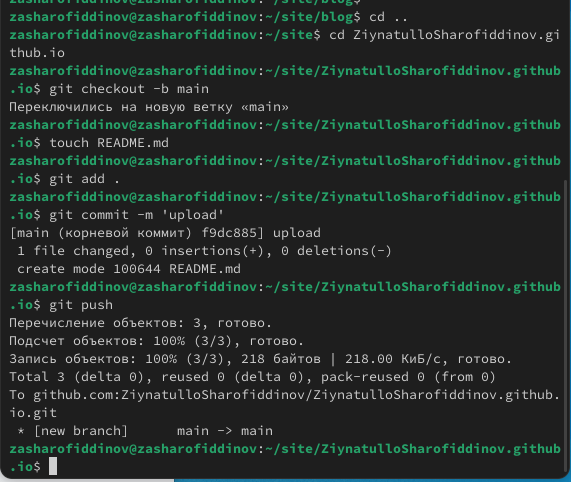 zasharofiddinov@zasharofiddinov:~/site/blog$
zasharofiddinov@zasharofiddinov:~/site/blog$ cd ..
zasharofiddinov@zasharofiddinov:~/site$ cd ZiynatulloSharofiddinov.gi
thub.io
zasharofiddinov@zasharofiddinov:~/site/ZiynatulloSharofiddinov.github
.io$ git checkout -b main
Переключились на новую ветку «main»
zasharofiddinov@zasharofiddinov:~/site/ZiynatulloSharofiddinov.github
.io$ touch README.md
zasharofiddinov@zasharofiddinov:~/site/ZiynatulloSharofiddinov.github
.io$ git add .
zasharofiddinov@zasharofiddinov:~/site/ZiynatulloSharofiddinov.github
.io$ git commit -m 'upload'
[main (корневой коммит) f9dc885] upload
 1 file changed, 0 insertions(+), 0 deletions(-)
 create mode 100644 README.md
zasharofiddinov@zasharofiddinov:~/site/ZiynatulloSharofiddinov.github
.io$ git push
Перечисление объектов: 3, готово.
Подсчет объектов: 100% (3/3), готово.
Запись объектов: 100% (3/3), 218 байтов | 218.00 КиБ/с, готово.
Total 3 (delta 0), reused 0 (delta 0), pack-reused 0 (from 0)
To github.com:ZiynatulloSharofiddinov/ZiynatulloSharofiddinov.github.
io.git
 * [new branch]      main -> main
zasharofiddinov@zasharofiddinov:~/site/ZiynatulloSharofiddinov.github
.io$